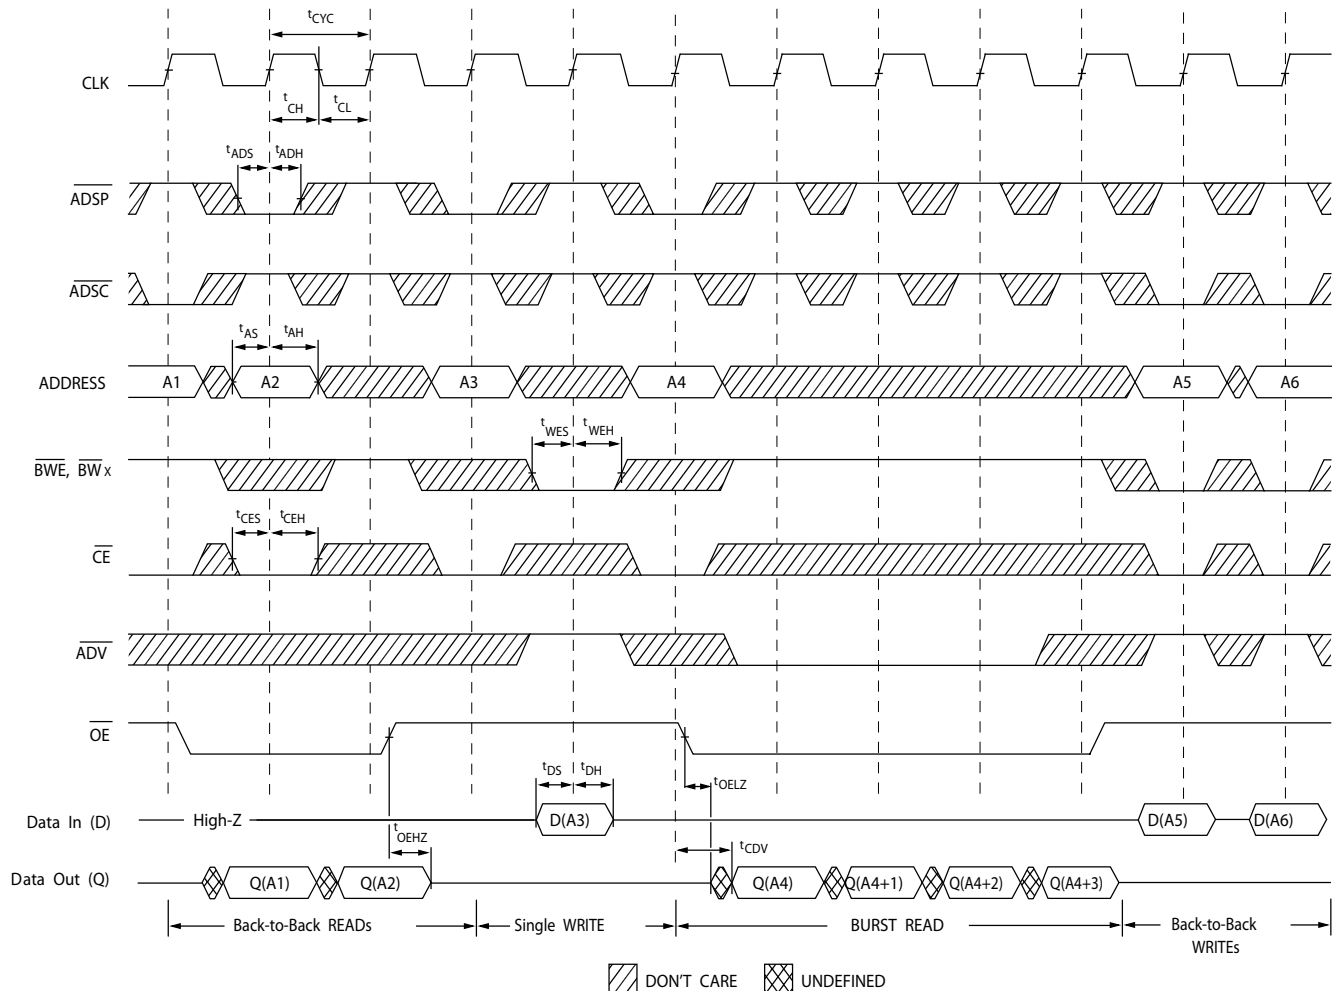 tCYC
CLK
tCH
tCL
tADS
tADH
ADSP
ADSC
tAS
tAH
ADDRESS
A1
A2
A3
A4
A5
A6
tWES
tWEH
BWE, BW x
tCES
tCEH
CE
ADV
OE
tDS
tDH
tOELZ
Data In (D)
High-Z
D(A3)
D(A5)
D(A6)
tOEHZ
tCDV
Data Out (Q)
Q(A1)
Q(A2)
Q(A4)
Q(A4+1)
Q(A4+2)
Q(A4+3)
Back-to-Back READs
Single WRITE
BURST READ
Back-to-Back
WRITEs
DON'T CARE
UNDEFINED